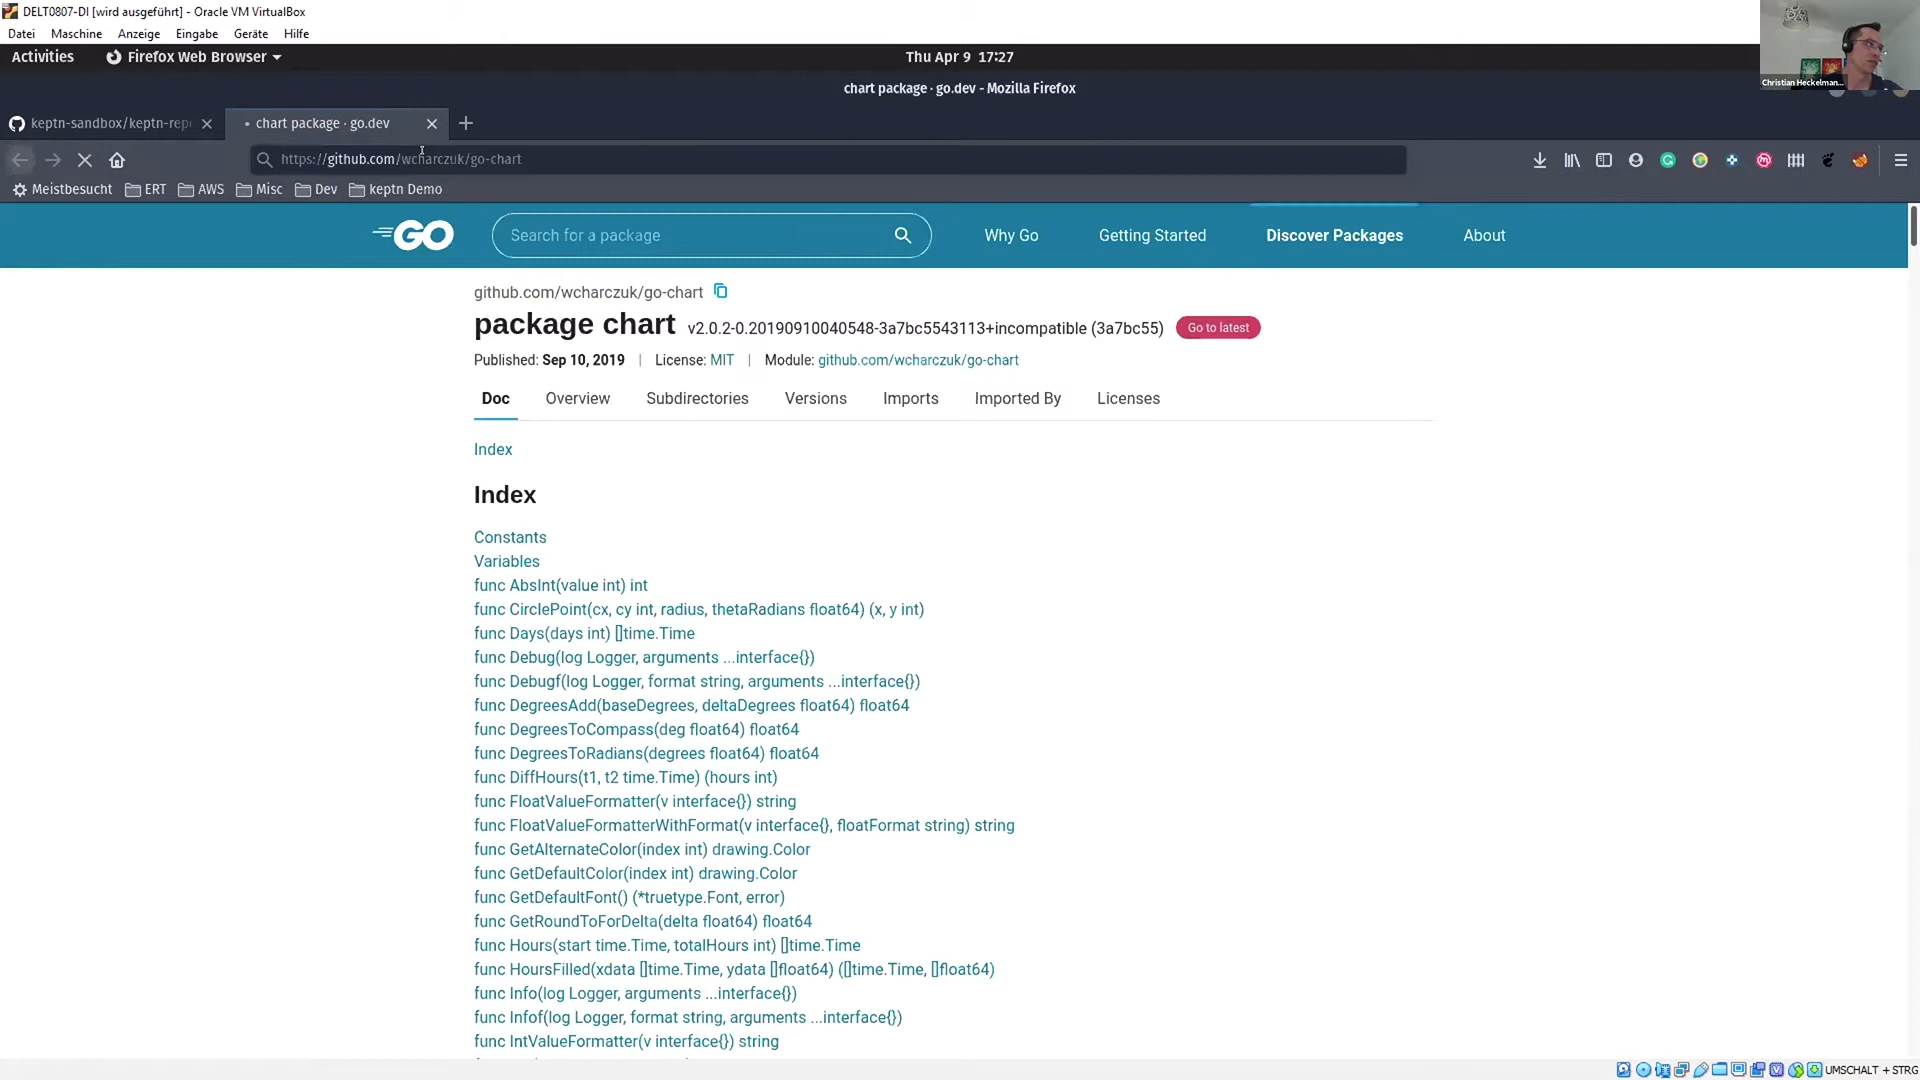 DELT0807-DI [wird ausgeführt] - Oracle VM VirtualBox
Datei Maschine Anzeige Eingabe Geräte Hilfe
Activities Firefox Web Browser Thu Apr 9 17:27
Christian Heckelman...
chart package · go.dev - Mozilla Firefox
keptn-sandbox/keptn-rep chart package · go.dev
https://github.com/wcharczuk/go-chart
Meistbesucht ERT AWS Misc Dev keptn Demo
GO Search for a package Why Go Getting Started Discover Packages About
github.com/wcharczuk/go-chart
package chart v2.0.2-0.20190910040548-3a7bc5543113+incompatible (3a7bc55) Go to latest
Published: Sep 10, 2019 | License: MIT | Module: github.com/wcharczuk/go-chart
Doc Overview Subdirectories Versions Imports Imported By Licenses
Index
Index
Constants
Variables
func AbsInt(value int) int
func CirclePoint(cx, cy int, radius, thetaRadians float64) (x, y int)
func Days(days int) []time.Time
func Debug(log Logger, arguments ...interface{})
func Debugf(log Logger, format string, arguments ...interface{})
func DegreesAdd(baseDegrees, deltaDegrees float64) float64
func DegreesToCompass(deg float64) float64
func DegreesToRadians(degrees float64) float64
func DiffHours(t1, t2 time.Time) (hours int)
func FloatValueFormatter(v interface{}) string
func FloatValueFormatterWithFormat(v interface{}, floatFormat string) string
func GetAlternateColor(index int) drawing.Color
func GetDefaultColor(index int) drawing.Color
func GetDefaultFont() (*truetype.Font, error)
func GetRoundToForDelta(delta float64) float64
func Hours(start time.Time, totalHours int) []time.Time
func HoursFilled(xdata []time.Time, ydata []float64) ([]time.Time, []float64)
func Info(log Logger, arguments ...interface{})
func Infof(log Logger, format string, arguments ...interface{})
func IntValueFormatter(v interface{}) string
UMSCHALT + STRG